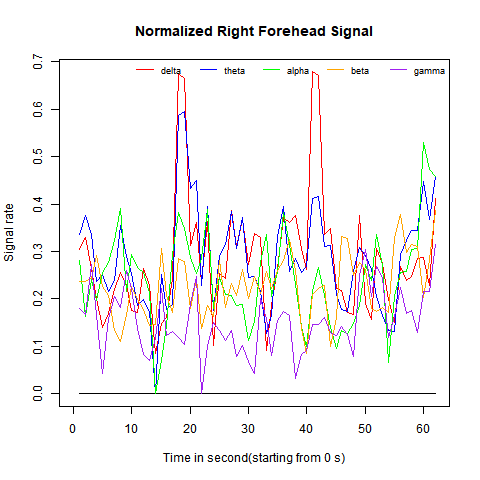 Normalized Right Forehead Signal
delta theta alpha beta gamma
0.7
0.6
0.5
0.4
0.3
0.2
0.1
0.0
Signal rate
0 10 20 30 40 50 60
Time in second(starting from 0 s)